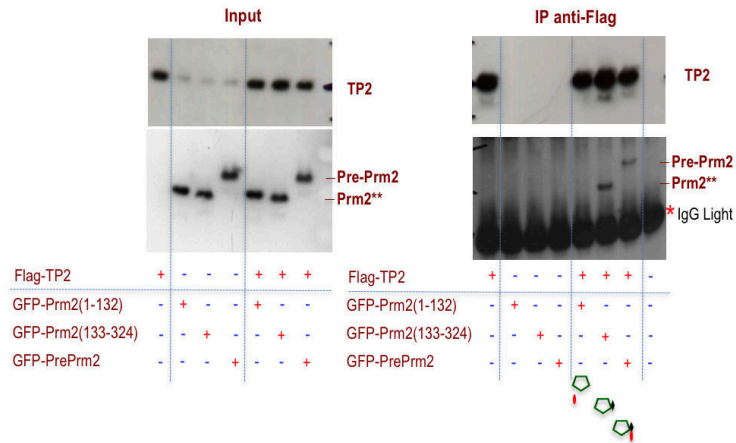 Input
IP anti-Flag
TP2
TP2
Pre-Prm2
Prm2**
Pre-Prm2
Prm2**
* IgG Light
Flag-TP2 + - - - + + +
Flag-TP2 + - - - + + + -
GFP-Prm2(1-132) - + - - + - -
GFP-Prm2(1-132) - + - - + - - -
GFP-Prm2(133-324) - - + - - + -
GFP-Prm2(133-324) - - + - - + - -
GFP-PrePrm2 - - - + - - +
GFP-PrePrm2 - - - + - - + -